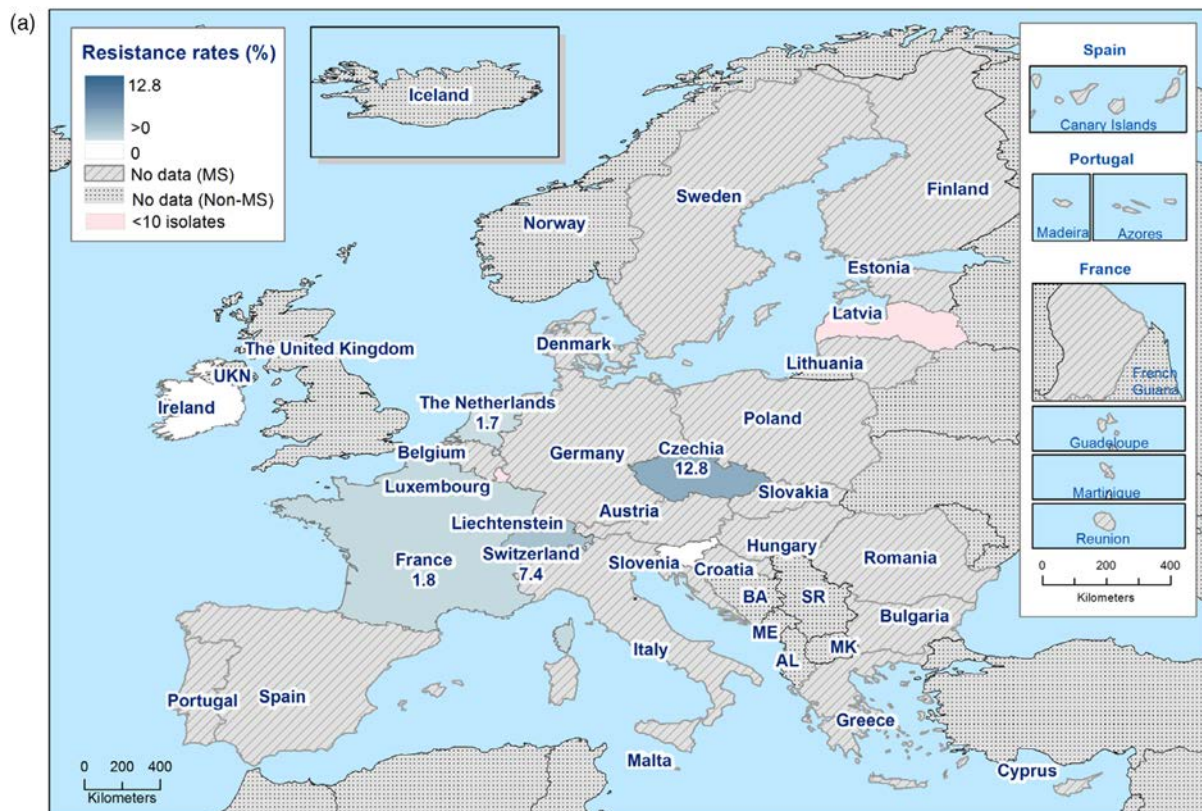 (a)
Resistance rates (%)
12.8
>0
0
No data (MS)
No data (Non-MS)
<10 isolates
Iceland
Norway
Sweden
Finland
Estonia
Latvia
Lithuania
Denmark
The United Kingdom
UKN
Ireland
The Netherlands
1.7
Belgium
Luxembourg
Germany
Poland
Czechia
12.8
Slovakia
Austria
Liechtenstein
Switzerland
7.4
France
1.8
Slovenia
Croatia
Hungary
Romania
BA
SR
Bulgaria
ME
MK
AL
Italy
Portugal
Spain
Greece
Malta
Cyprus
0 200 400
Kilometers
Spain
Canary Islands
Portugal
Madeira
Azores
France
French
Guiana
Guadeloupe
Martinique
Reunion
0 200 400
Kilometers